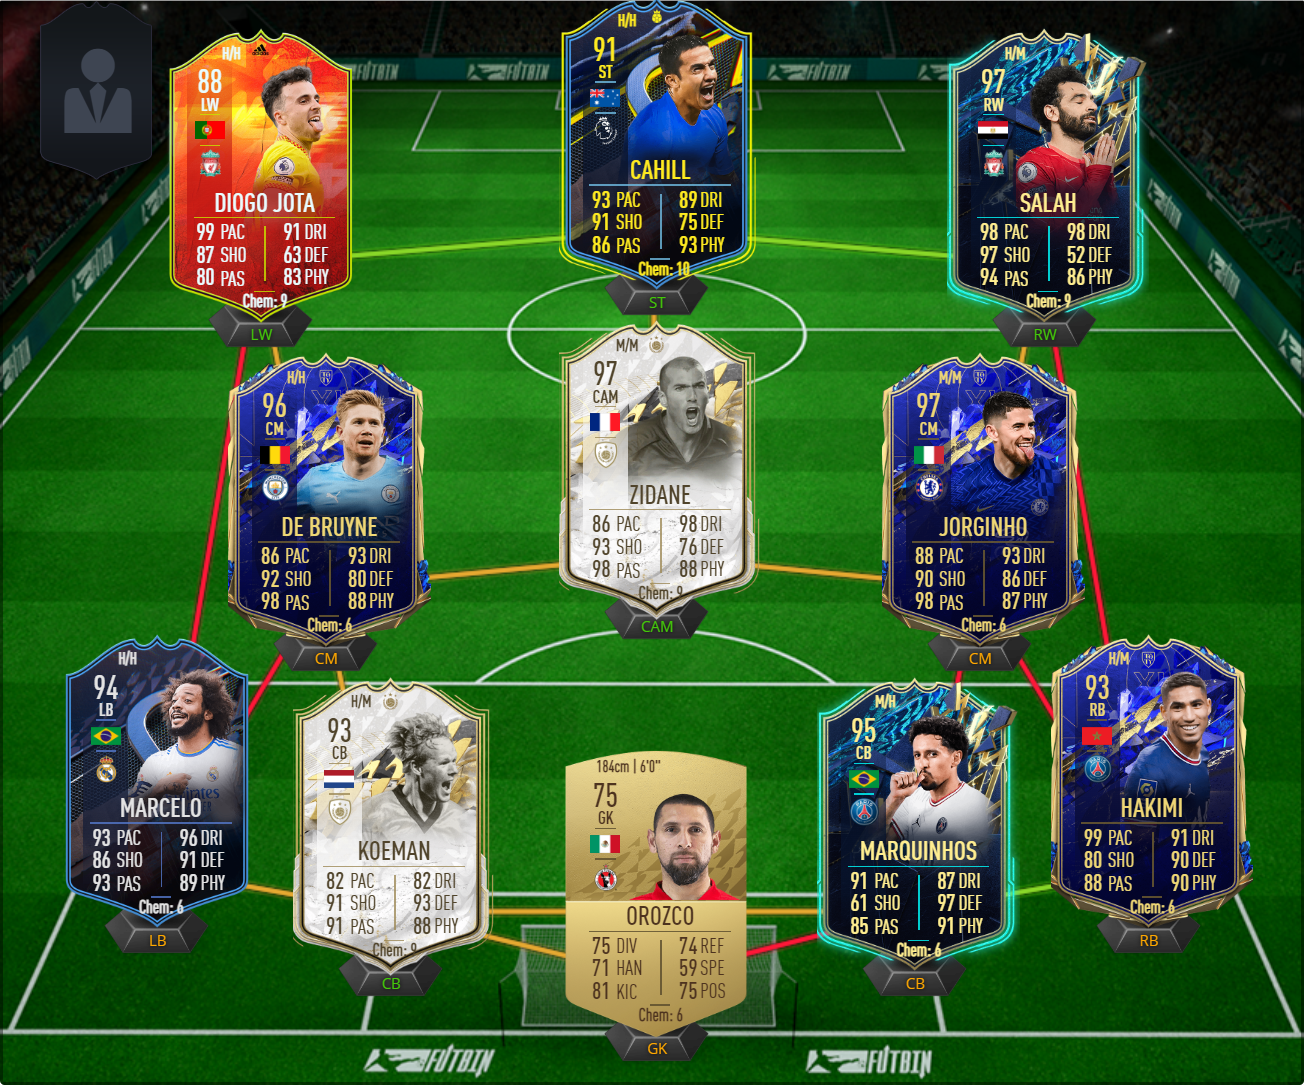 H/H
88
LW
DIOGO JOTA
99 PAC 91 DRI
87 SHO 63 DEF
80 PAS 83 PHY
Chem: 9
LW
H/H
91
ST
CAHILL
93 PAC 89 DRI
91 SHO 75 DEF
86 PAS 93 PHY
Chem: 10
ST
H/M
97
RW
SALAH
98 PAC 98 DRI
97 SHO 52 DEF
94 PAS 86 PHY
Chem: 9
RW
FUTBIN
FUTBIN
FUTBIN
FUTBIN
H/H
96
CM
DE BRUYNE
86 PAC 93 DRI
92 SHO 80 DEF
98 PAS 88 PHY
Chem: 6
CM
M/M
97
CAM
ZIDANE
86 PAC 98 DRI
93 SHO 76 DEF
98 PAS 88 PHY
Chem: 9
CAM
M/M
97
CM
JORGINHO
88 PAC 93 DRI
90 SHO 86 DEF
98 PAS 87 PHY
Chem: 6
CM
H/H
94
LB
MARCELO
93 PAC 96 DRI
86 SHO 91 DEF
93 PAS 89 PHY
Chem: 6
LB
H/M
93
CB
KOEMAN
82 PAC 82 DRI
91 SHO 93 DEF
91 PAS 88 PHY
Chem: 9
CB
184cm | 6'0"
75
GK
OROZCO
75 DIV 74 REF
71 HAN 59 SPE
81 KIC 75 POS
Chem: 6
GK
M/H
95
CB
MARQUINHOS
91 PAC 87 DRI
61 SHO 97 DEF
85 PAS 91 PHY
Chem: 6
CB
H/M
93
RB
HAKIMI
99 PAC 91 DRI
80 SHO 90 DEF
88 PAS 90 PHY
Chem: 6
RB
FUTBIN
FUTBIN